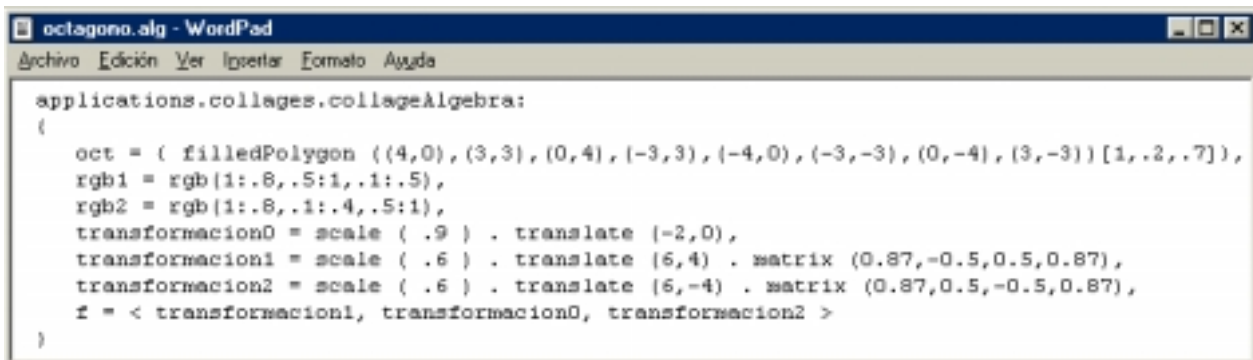 octagono.alg - WordPad
Archivo Edición Ver Insertar Formato Ayuda
applications.collages.collageAlgebra:
{
oct = ( filledPolygon ((4,0),(3,3),(0,4),(-3,3),(-4,0),(-3,-3),(0,-4),(3,-3))[1,.2,.7]),
rgb1 = rgb(1:.8,.5:1,.1:.5),
rgb2 = rgb(1:.8,.1:.4,.5:1),
transformacion0 = scale ( .9 ) . translate (-2,0),
transformacion1 = scale ( .6 ) . translate (6,4) . matrix (0.87,-0.5,0.5,0.87),
transformacion2 = scale ( .6 ) . translate (6,-4) . matrix (0.87,0.5,-0.5,0.87),
f = < transformacion1, transformacion0, transformacion2 >
}